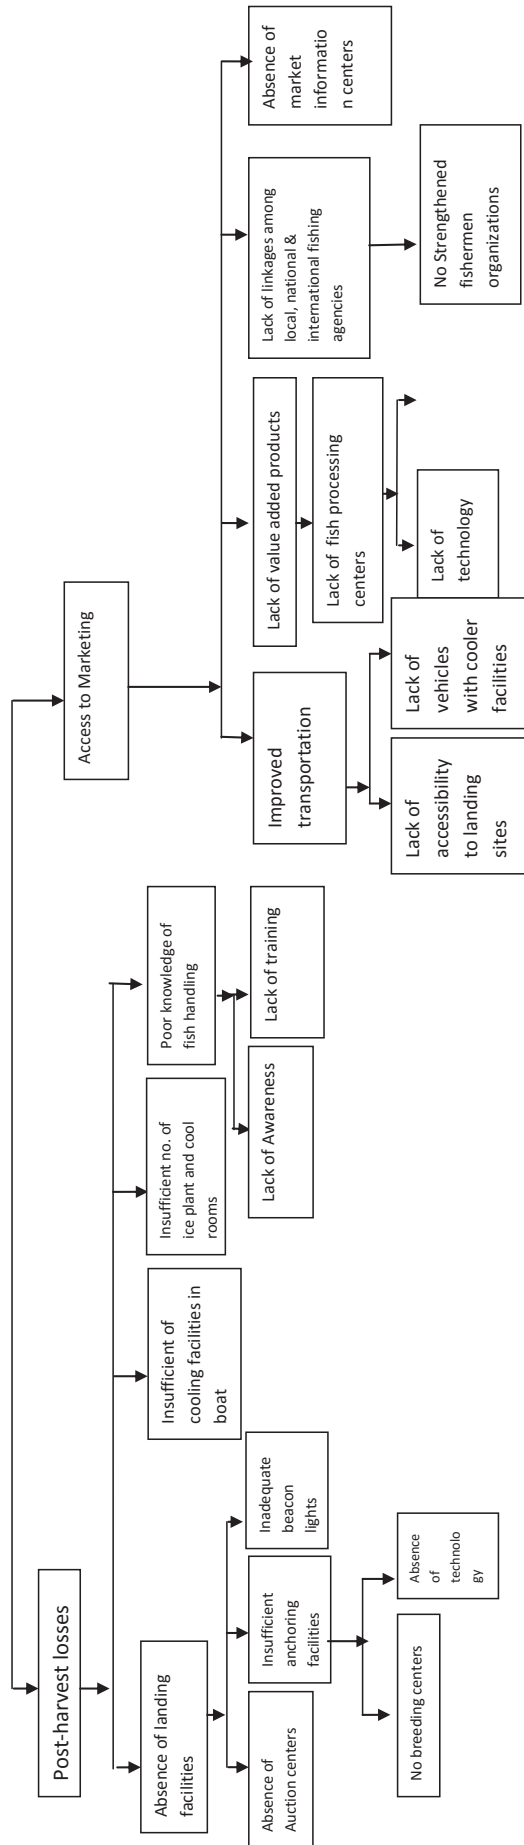 Post-harvest losses
Access to Marketing
Absence of landing
facilities
Insufficient of
cooling facilities in
boat
Insufficient no. of
ice plant and cool
rooms
Poor knowledge of
fish handling
Absence of
Auction centers
Insufficient
anchoring
facilities
Inadequate
beacon
lights
Lack of Awareness
Lack of training
No breeding centers
Absence
of
technolo
gy
Improved
transportation
Lack of value added products
Lack of linkages among
local, national &
international fishing
agencies
Absence of
market
informatio
n centers
Lack of fish processing
centers
Lack of
accessibility
to landing
sites
Lack of
vehicles
with cooler
facilities
Lack of
technology
No Strengthened
fishermen
organizations